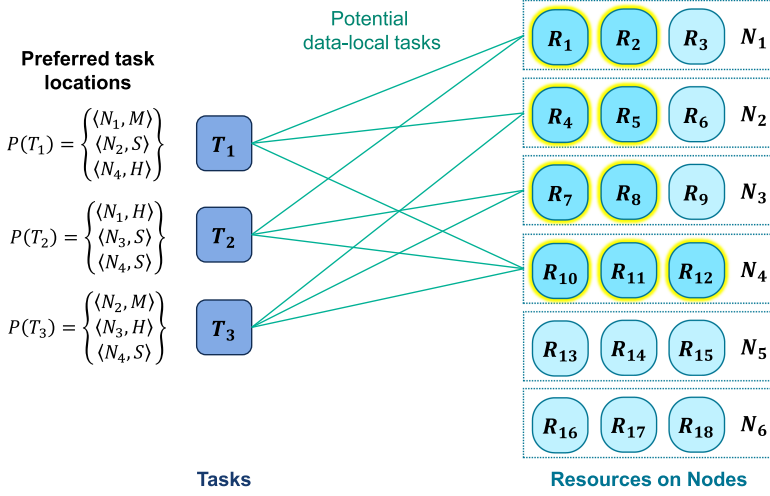 Potential
data-local tasks
Preferred task
locations
P(T₁) = {⟨N₁, M⟩
⟨N₂, S⟩
⟨N₄, H⟩}
P(T₂) = {⟨N₁, H⟩
⟨N₃, S⟩
⟨N₄, S⟩}
P(T₃) = {⟨N₂, M⟩
⟨N₃, H⟩
⟨N₄, S⟩}
T₁
T₂
T₃
R₁ R₂ R₃ N₁
R₄ R₅ R₆ N₂
R₇ R₈ R₉ N₃
R₁₀ R₁₁ R₁₂ N₄
R₁₃ R₁₄ R₁₅ N₅
R₁₆ R₁₇ R₁₈ N₆
Tasks
Resources on Nodes